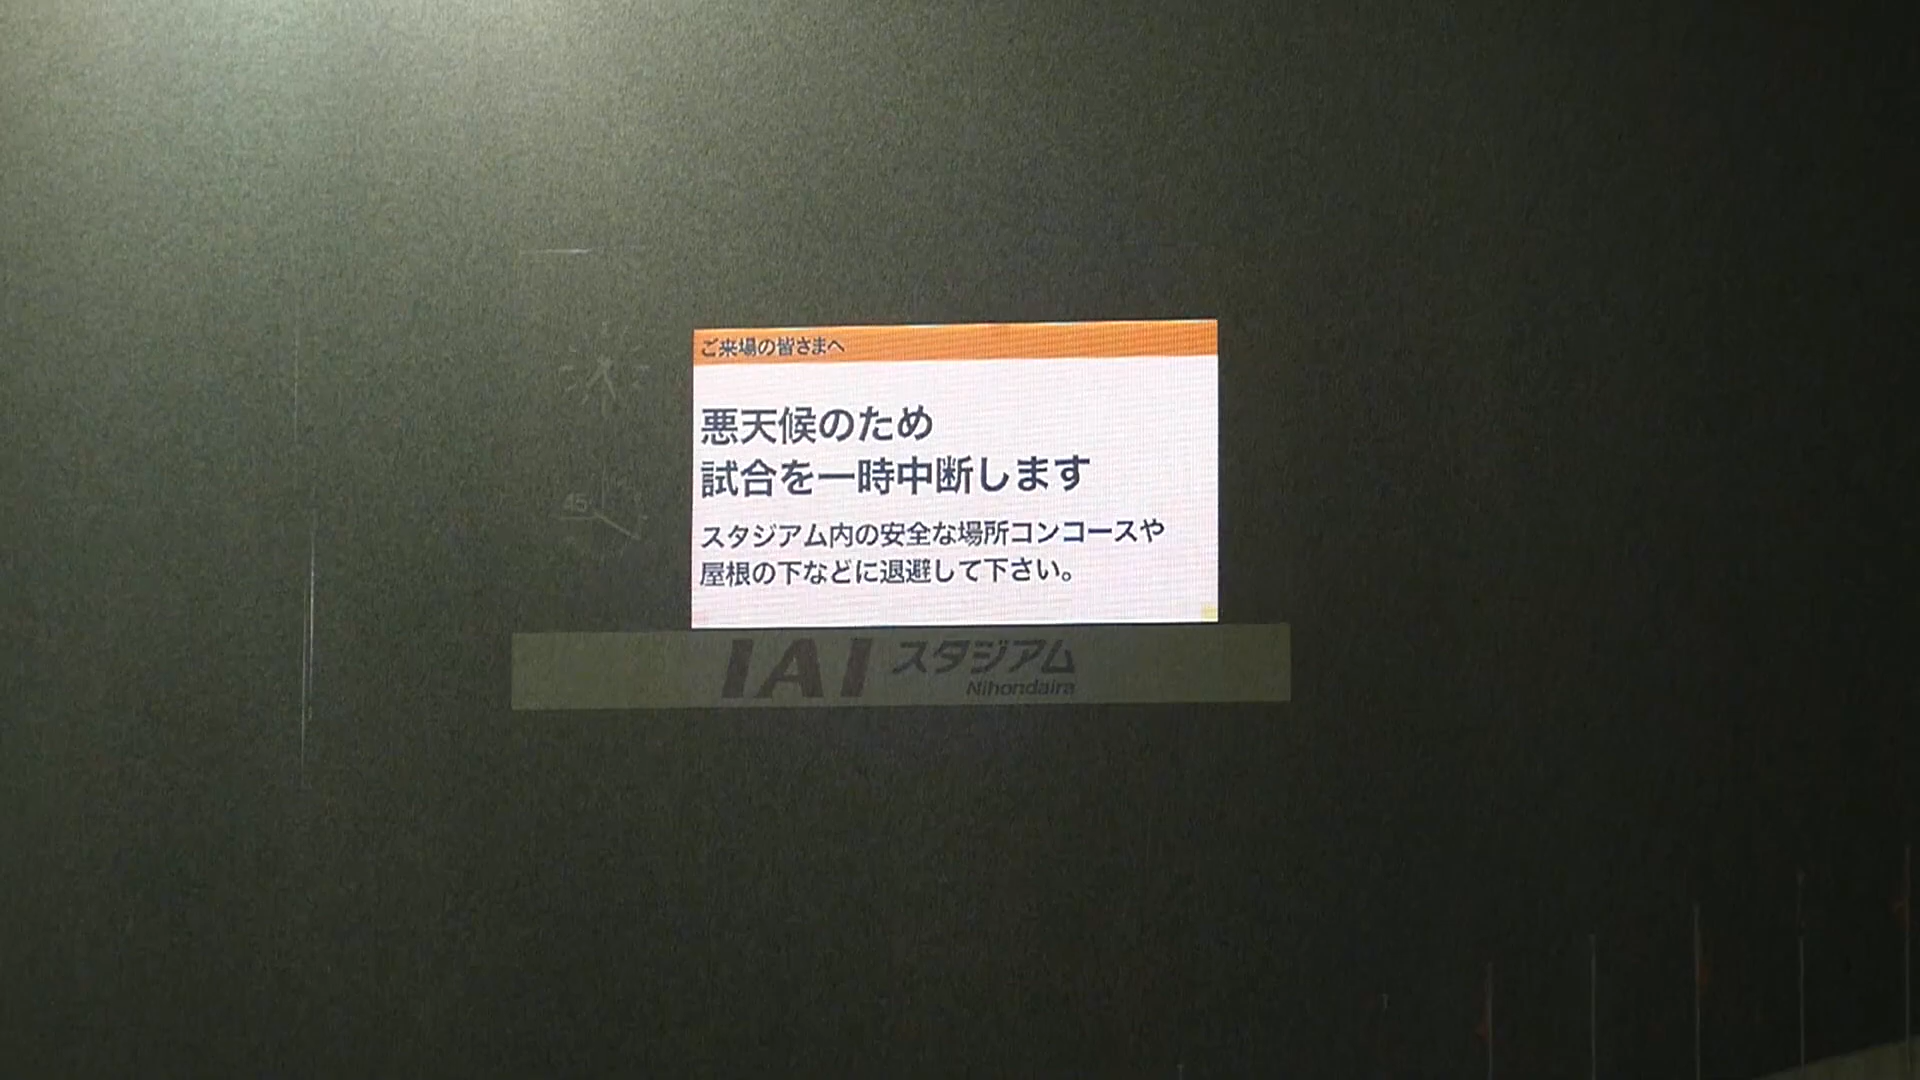 ご来場の皆さまへ
悪天候のため
試合を一時中断します
スタジアム内の安全な場所コンコースや
屋根の下などに退避して下さい。
45
IAI スタジアム
Nihondaira